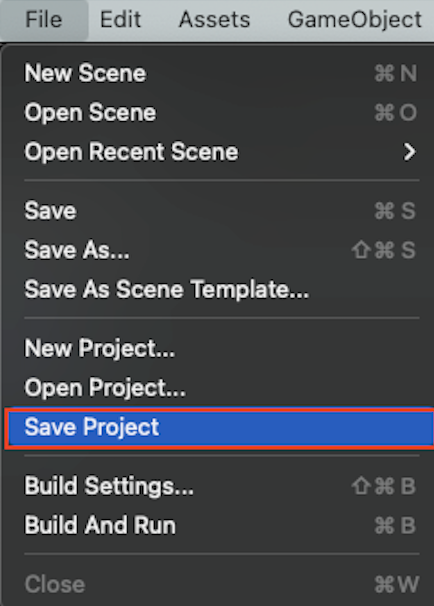 File Edit Assets GameObject
New Scene ⌘ N
Open Scene ⌘ O
Open Recent Scene >
Save ⌘ S
Save As... ⇧⌘ S
Save As Scene Template...
New Project...
Open Project...
Save Project
Build Settings... ⇧⌘ B
Build And Run ⌘ B
Close ⌘W